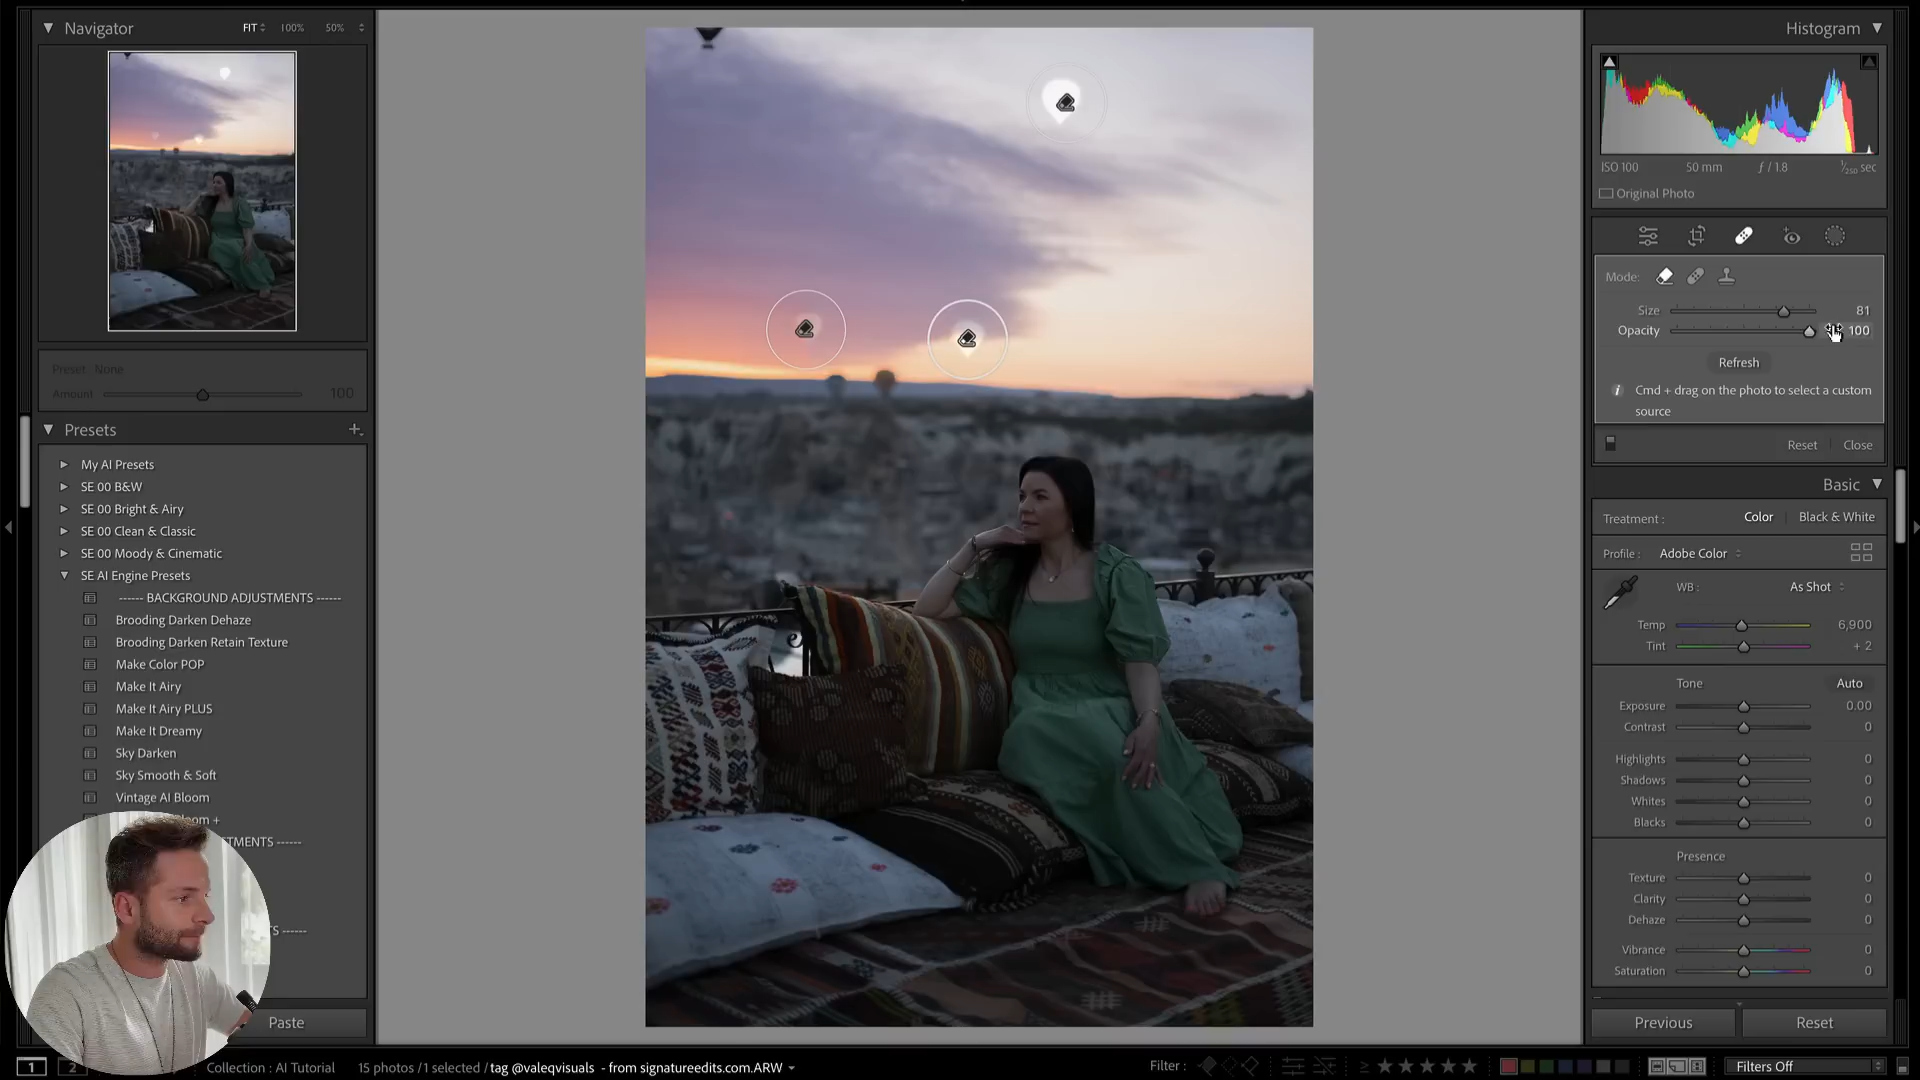 Navigator
FIT 100% 50%
Preset : None
Amount 100
Presets
My AI Presets
SE 00 B&W
SE 00 Bright & Airy
SE 00 Clean & Classic
SE 00 Moody & Cinematic
SE AI Engine Presets
------ BACKGROUND ADJUSTMENTS ------
Brooding Darken Dehaze
Brooding Darken Retain Texture
Make Color POP
Make It Airy
Make It Airy PLUS
Make It Dreamy
Sky Darken
Sky Smooth & Soft
Vintage AI Bloom
Paste
Histogram
ISO 100 50 mm ƒ / 1.8 1/250 sec
Original Photo
Mode:
Size 81
Opacity 100
Refresh
Cmd + drag on the photo to select a custom
source
Reset Close
Basic
Treatment : Color Black & White
Profile : Adobe Color
WB : As Shot
Temp 6,900
Tint + 2
Tone Auto
Exposure 0.00
Contrast 0
Highlights 0
Shadows 0
Whites 0
Blacks 0
Presence
Texture 0
Clarity 0
Dehaze 0
Vibrance 0
Saturation 0
Previous Reset
1 2 Collection : AI Tutorial 15 photos / 1 selected / tag @valeqvisuals - from signatureedits.com.ARW Filter : Filters Off